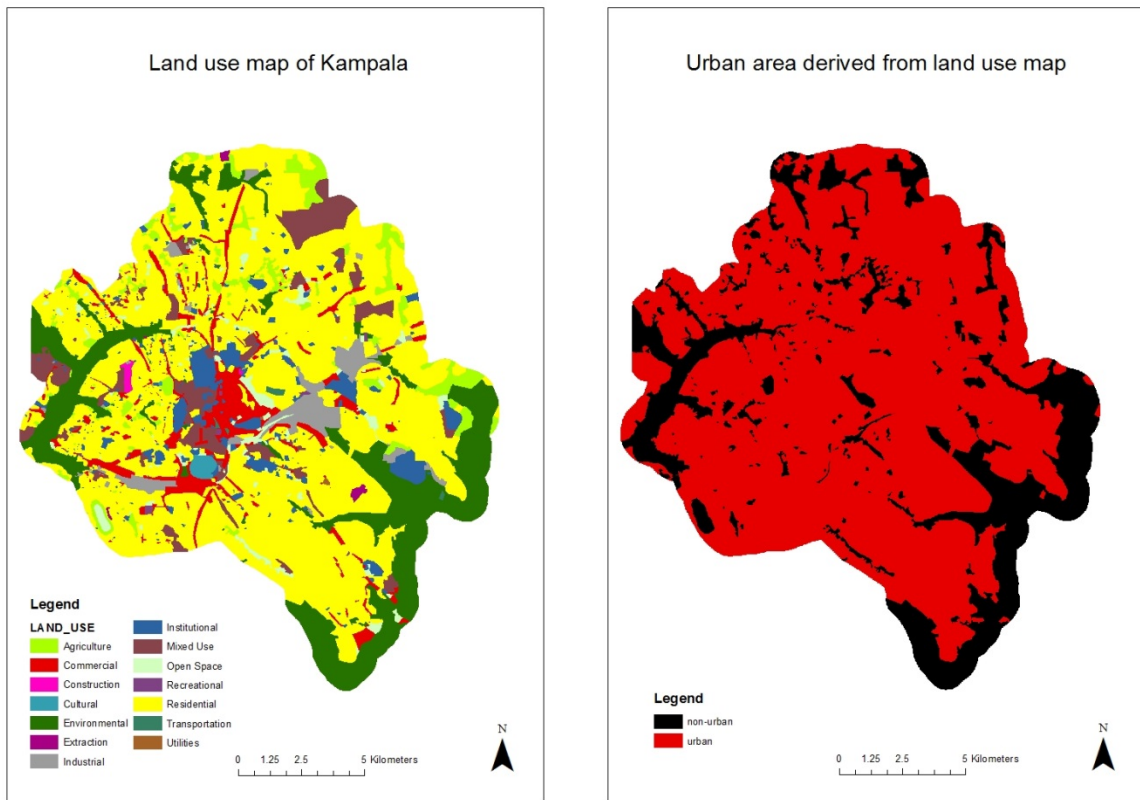 Land use map of Kampala
Legend
LAND_USE
Agriculture
Commercial
Construction
Cultural
Environmental
Extraction
Industrial
Institutional
Mixed Use
Open Space
Recreational
Residential
Transportation
Utilities
0 1.25 2.5 5 Kilometers
N
Urban area derived from land use map
Legend
non-urban
urban
0 1.25 2.5 5 Kilometers
N